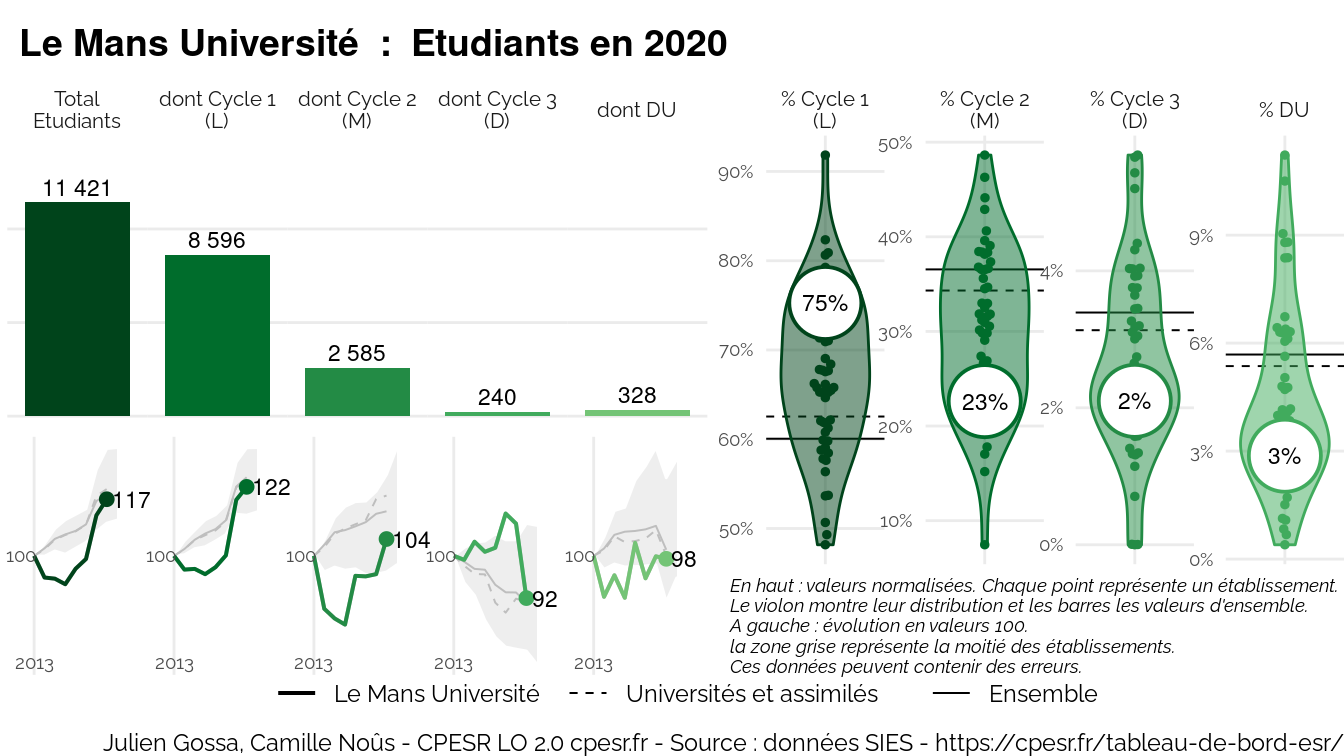 Le Mans Université : Etudiants en 2020
Total
Etudiants
dont Cycle 1
(L)
dont Cycle 2
(M)
dont Cycle 3
(D)
dont DU
11 421
8 596
2 585
240
328
100
117
2013
100
122
2013
100
104
2013
100
92
2013
100
98
2013
% Cycle 1
(L)
90%
80%
70%
60%
50%
75%
% Cycle 2
(M)
50%
40%
30%
20%
10%
23%
% Cycle 3
(D)
4%
2%
0%
2%
% DU
9%
6%
3%
0%
3%
En haut : valeurs normalisées. Chaque point représente un établissement.
Le violon montre leur distribution et les barres les valeurs d'ensemble.
A gauche : évolution en valeurs 100.
la zone grise représente la moitié des établissements.
Ces données peuvent contenir des erreurs.
Le Mans Université
Universités et assimilés
Ensemble
Julien Gossa, Camille Noûs - CPESR LO 2.0 cpesr.fr - Source : données SIES - https://cpesr.fr/tableau-de-bord-esr/